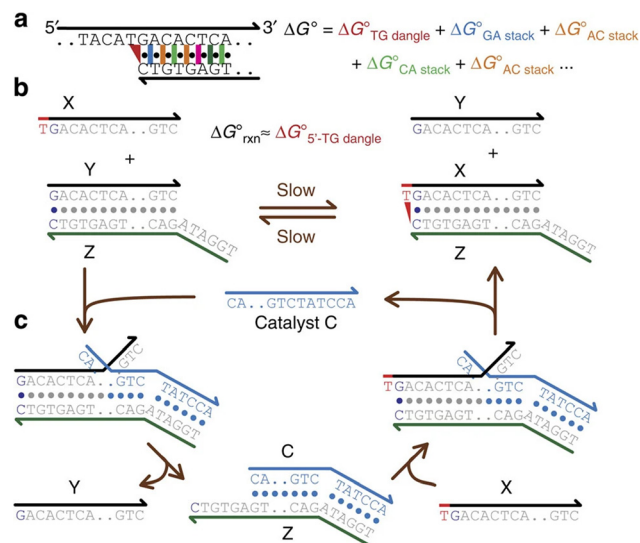 a
5′ 3′ ΔG° = ΔG°TG dangle + ΔG°GA stack + ΔG°AC stack
..TACATGACACTCA..
CTGTGAGT.. + ΔG°CA stack + ΔG°AC stack ...
b
X
TGACACTCA..GTC
+
Y
GACACTCA..GTC
CTGTGAGT..CAGATAGGT
Z
ΔG°rxn≈ ΔG°5′-TG dangle
Slow
Slow
Y
GACACTCA..GTC
+
X
TGACACTCA..GTC
CTGTGAGT..CAGATAGGT
Z
CA..GTCTATCCA
Catalyst C
c
CA GTC
GACACTCA..GTC TATCCA
CTGTGAGT..CAGATAGGT
Y
GACACTCA..GTC
C
CA..GTC TATCCA
CTGTGAGT..CAGATAGGT
Z
CA GTC
TGACACTCA..GTC TATCCA
CTGTGAGT..CAGATAGGT
X
TGACACTCA..GTC